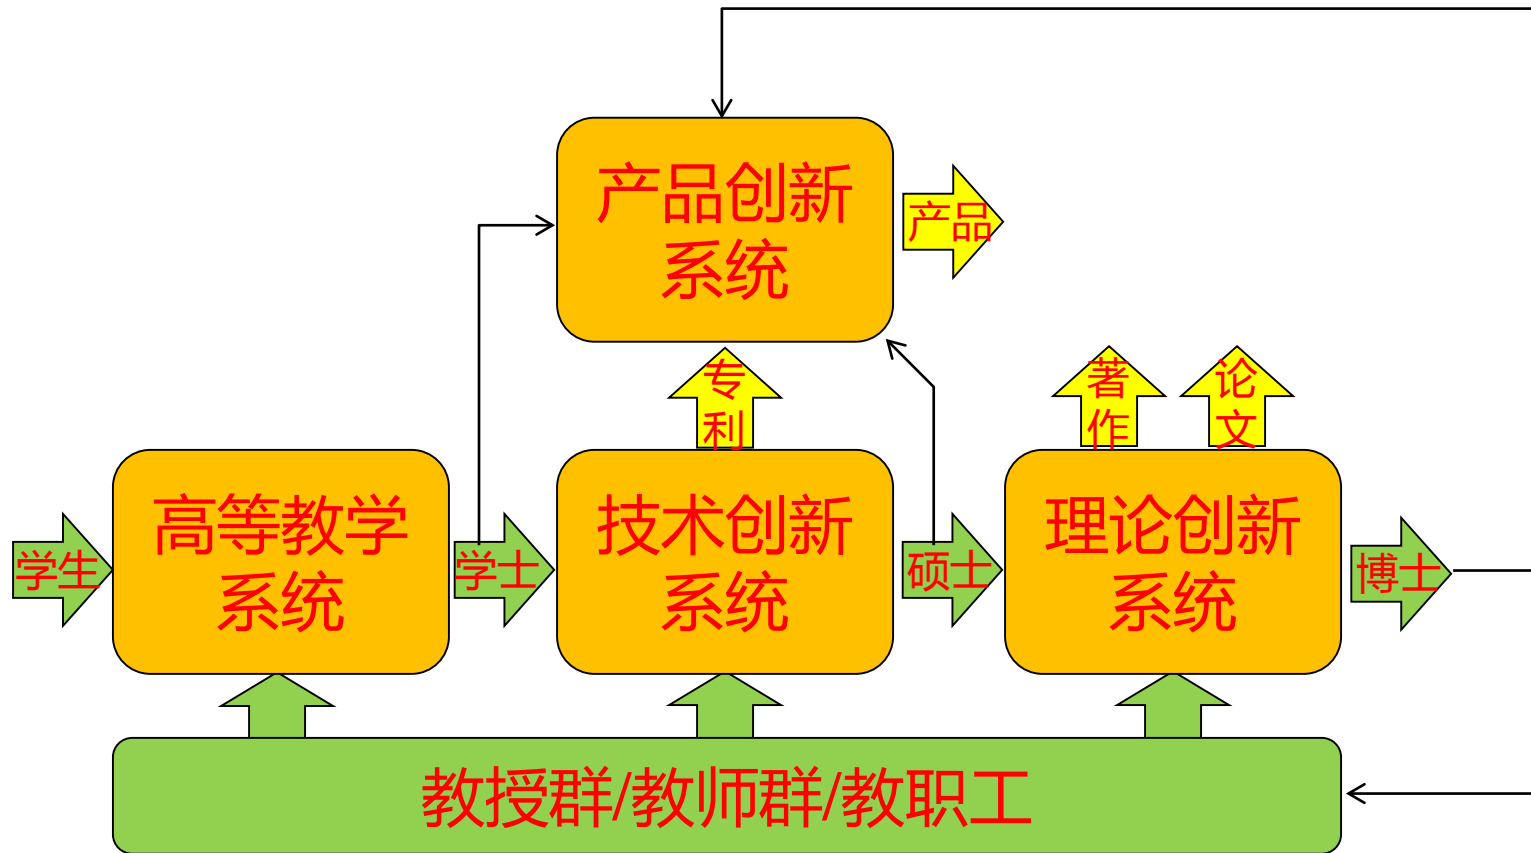 产品创新
系统
产品
专
利
著
作
论
文
学生
高等教学
系统
学士
技术创新
系统
硕士
理论创新
系统
博士
教授群/教师群/教职工